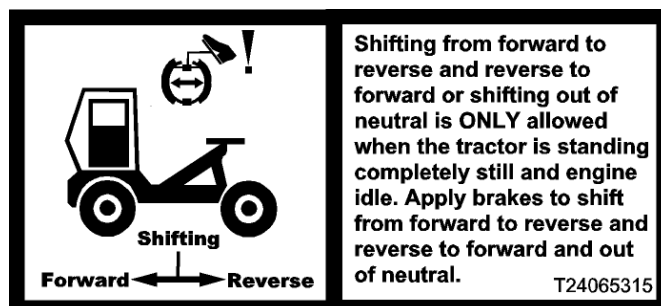 Shifting
Forward Reverse
Shifting from forward to
reverse and reverse to
forward or shifting out of
neutral is ONLY allowed
when the tractor is standing
completely still and engine
idle. Apply brakes to shift
from forward to reverse and
reverse to forward and out
of neutral.
T24065315